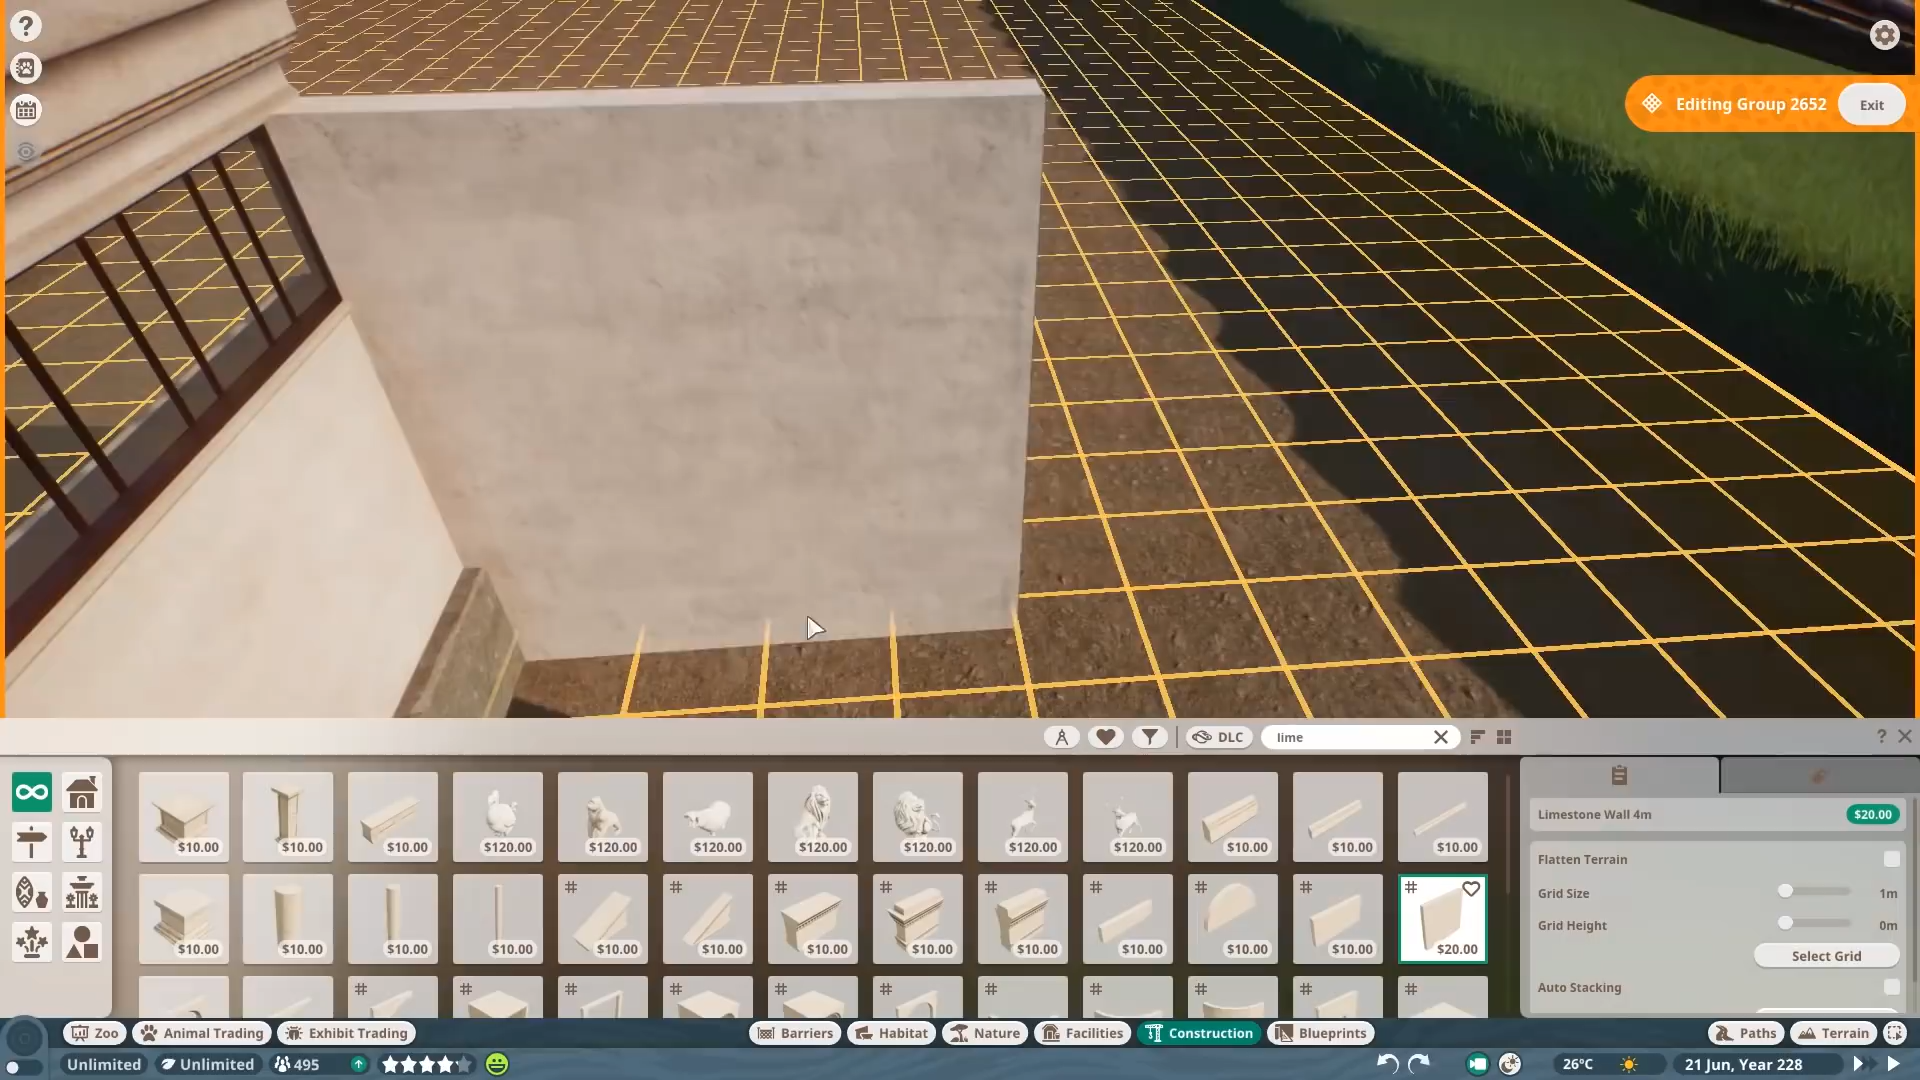 ?
Editing Group 2652
Exit
DLC
lime
?
$10.00
$10.00
$10.00
$120.00
$120.00
$120.00
$120.00
$120.00
$120.00
$120.00
$10.00
$10.00
$10.00
$10.00
$10.00
$10.00
$10.00
# $10.00
# $10.00
# $10.00
# $10.00
# $10.00
# $10.00
# $10.00
# $10.00
# $20.00
# # # # # # # # # # #
Limestone Wall 4m
$20.00
Flatten Terrain
Grid Size
1m
Grid Height
0m
Select Grid
Auto Stacking
Zoo
Animal Trading
Exhibit Trading
Barriers
Habitat
Nature
Facilities
Construction
Blueprints
Paths
Terrain
Unlimited
Unlimited
495
26°C
21 Jun, Year 228